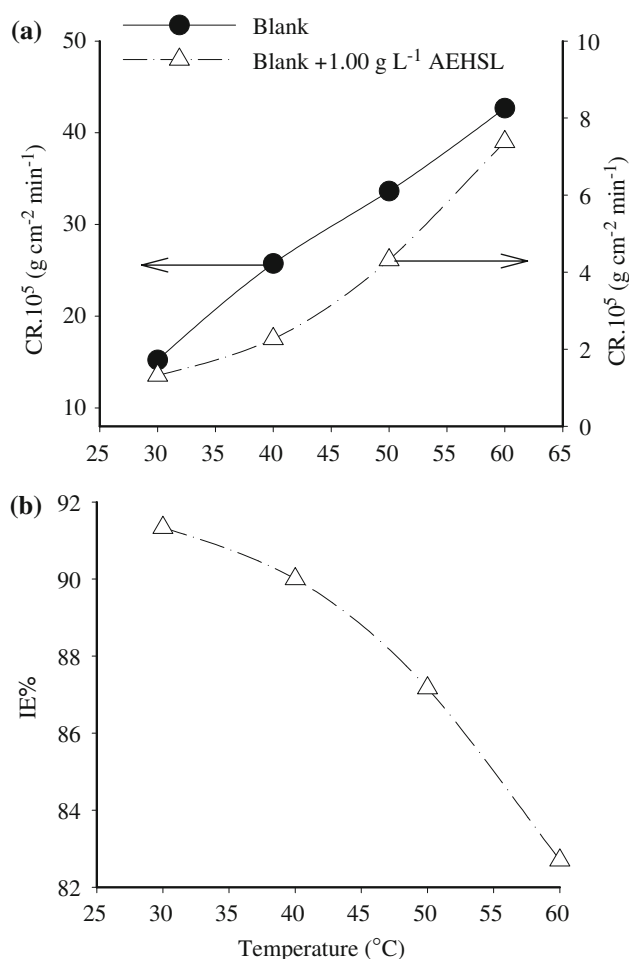 (a)
Blank
Blank +1.00 g L⁻¹ AEHSL
50
40
30
20
10
CR.10⁵ (g cm⁻² min⁻¹)
10
8
6
4
2
0
CR.10⁵ (g cm⁻² min⁻¹)
25 30 35 40 45 50 55 60 65
(b)
92
90
88
86
84
82
IE%
25 30 35 40 45 50 55 60
Temperature (°C)